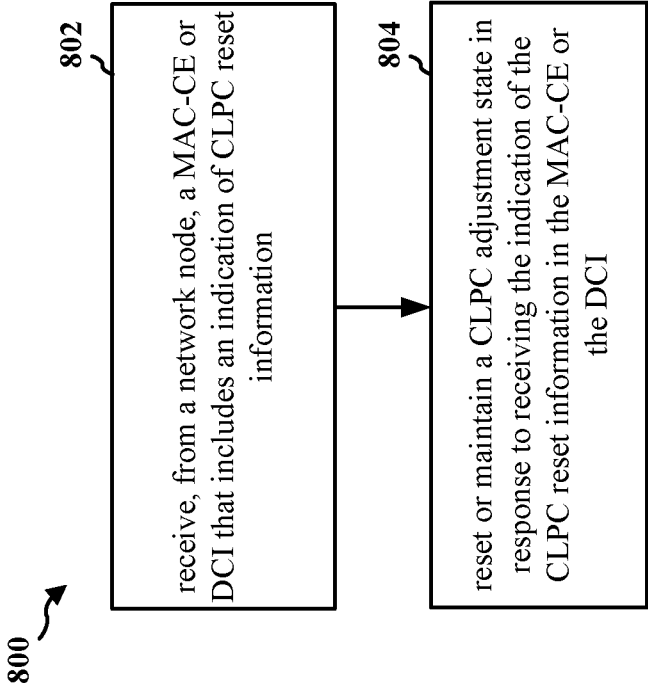 800
802
receive, from a network node, a MAC-CE or
DCI that includes an indication of CLPC reset
information
804
reset or maintain a CLPC adjustment state in
response to receiving the indication of the
CLPC reset information in the MAC-CE or
the DCI